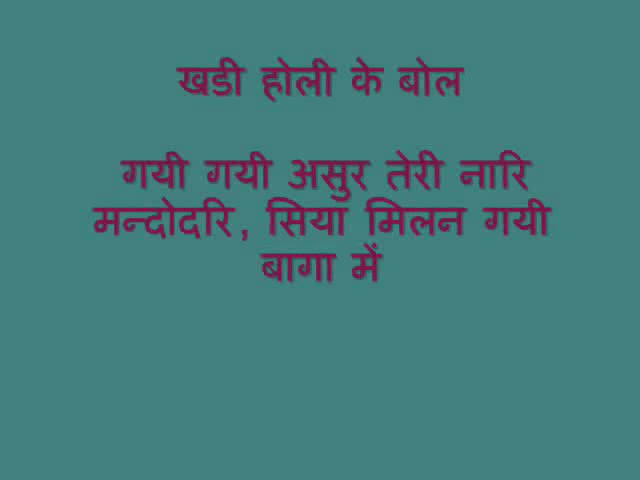 खडी होली के बोल
गयी गयी असुर तेरी नारि
मन्दोदरि, सिया मिलन गयी
बागा में